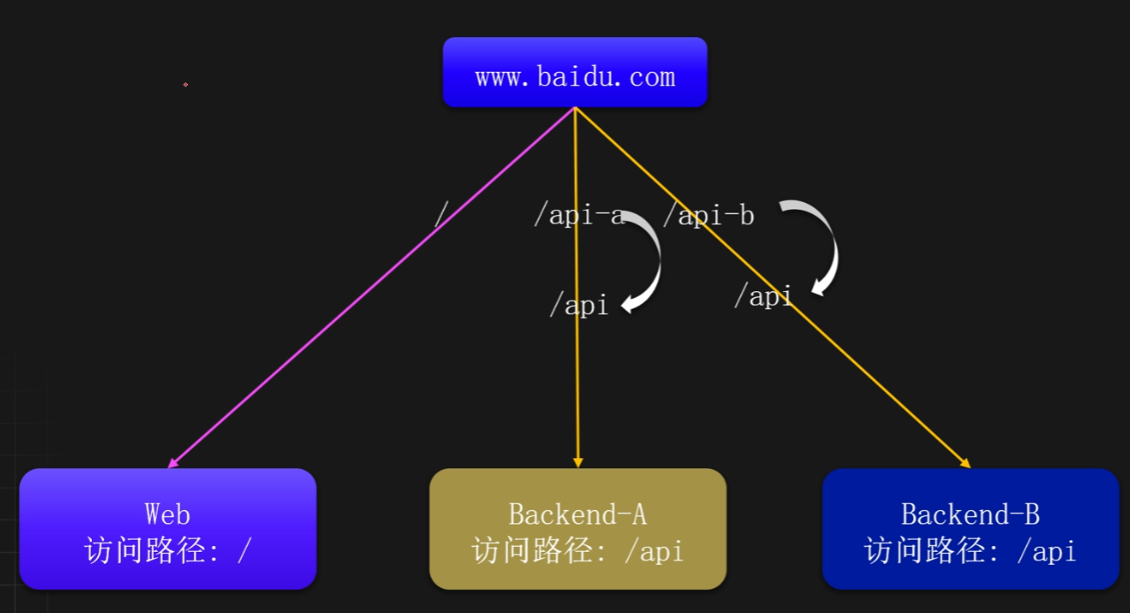 www.baidu.com
/
/api-a
/api-b
/api
/api
Web
访问路径: /
Backend-A
访问路径: /api
Backend-B
访问路径: /api